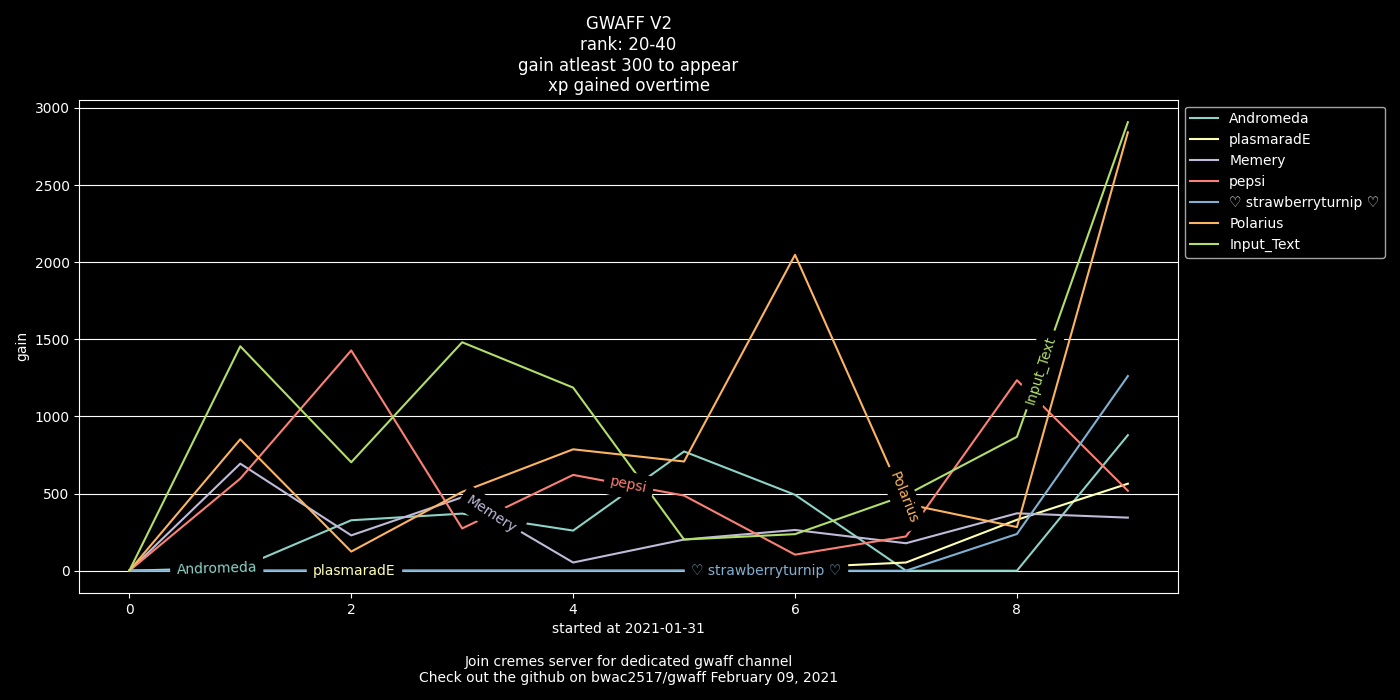 GWAFF V2
rank: 20-40
gain atleast 300 to appear
xp gained overtime
3000
2500
2000
1500
1000
500
0
gain
Andromeda
plasmaradE
Memery
pepsi
♡ strawberryturnip ♡
Polarius
Input_Text
Andromeda
plasmaradE
Memery
pepsi
♡ strawberryturnip ♡
Polarius
Input_Text
0 2 4 6 8
started at 2021-01-31
Join cremes server for dedicated gwaff channel
Check out the github on bwac2517/gwaff February 09, 2021